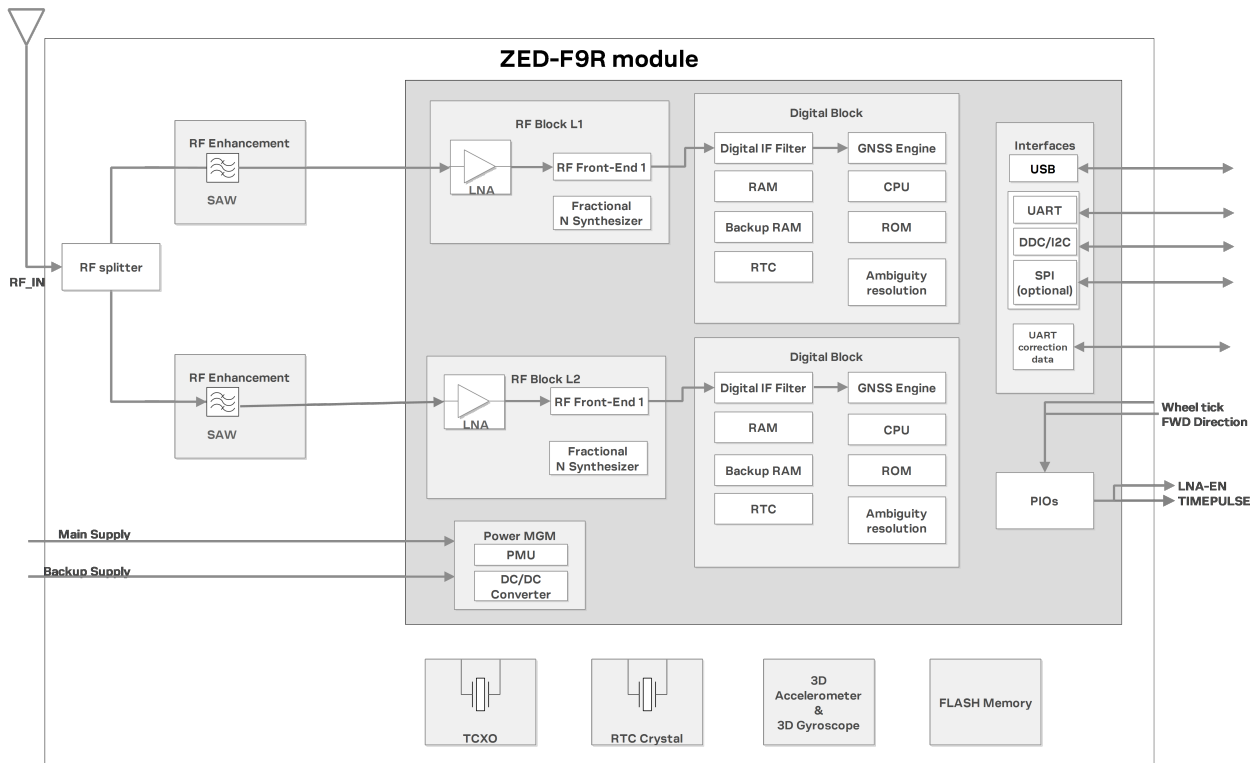 ZED-F9R module
RF_IN
RF splitter
RF Enhancement
SAW
RF Enhancement
SAW
RF Block L1
LNA
RF Front-End 1
Fractional
N Synthesizer
RF Block L2
LNA
RF Front-End 1
Fractional
N Synthesizer
Digital Block
Digital IF Filter
GNSS Engine
RAM
CPU
Backup RAM
ROM
RTC
Ambiguity
resolution
Digital Block
Digital IF Filter
GNSS Engine
RAM
CPU
Backup RAM
ROM
RTC
Ambiguity
resolution
Interfaces
USB
UART
DDC/I2C
SPI
(optional)
UART
correction
data
Wheel tick
FWD Direction
PIOs
LNA-EN
TIMEPULSE
Main Supply
Backup Supply
Power MGM
PMU
DC/DC
Converter
TCXO
RTC Crystal
3D
Accelerometer
&
3D Gyroscope
FLASH Memory